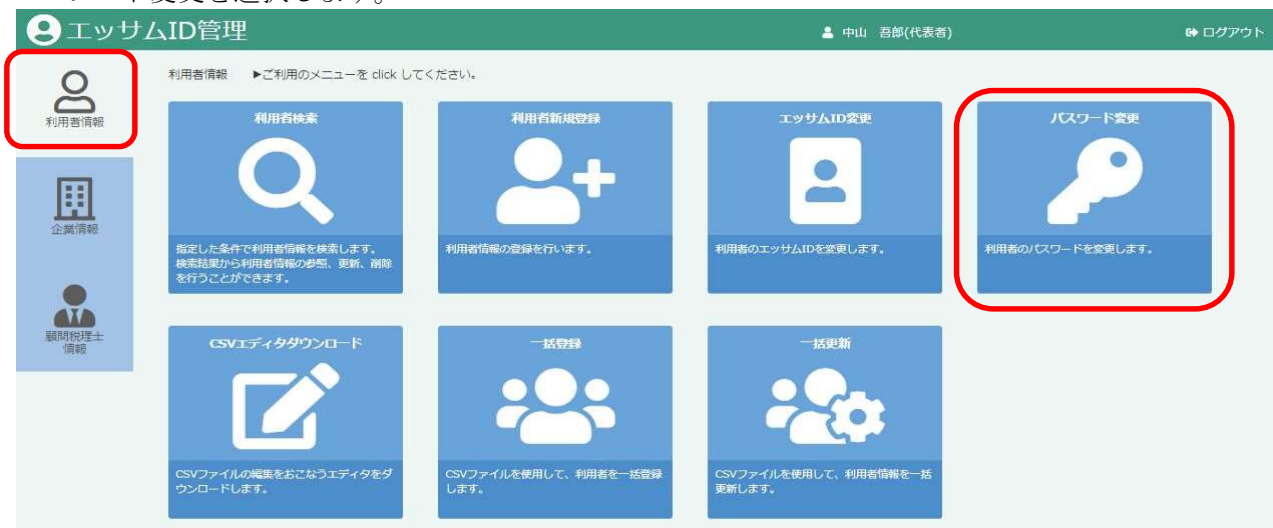 エッサムID管理
中山 吾郎(代表者)
ログアウト
利用者情報
利用者情報 ▶ご利用のメニューを click してください。
企業情報
顧問税理士
情報
利用者検索
指定した条件で利用者情報を検索します。
検索結果から利用者情報の参照、更新、削除
を行うことができます。
利用者新規登録
利用者情報の登録を行います。
エッサムID変更
利用者のエッサムIDを変更します。
パスワード変更
利用者のパスワードを変更します。
CSVエディタダウンロード
CSVファイルの編集をおこなうエディタをダ
ウンロードします。
一括登録
CSVファイルを使用して、利用者を一括登録
します。
一括更新
CSVファイルを使用して、利用者情報を一括
更新します。